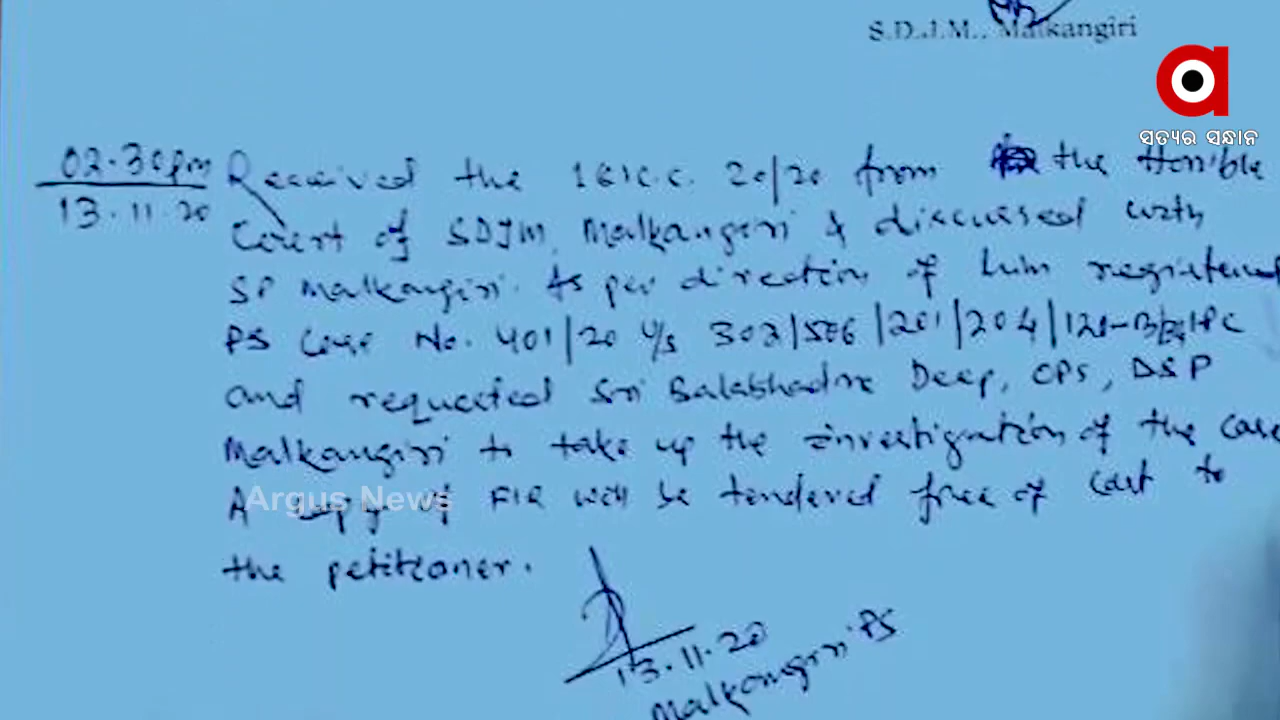 S.D.J.M., Malkangiri
ସତ୍ୟର ସନ୍ଧାନ
02.30pm
13.11.20
Received the 1CC 20/20 from the Hon'ble
Court of SDJM, Malkangiri & discussed with
SP Malkangiri. As per direction of him registered
PS Case No. 401/20 U/s 302/506/201/204/120-B/34 IPC
and requested Sri Balabhadra Deep, OPS, DSP
Malkangiri to take up the investigation of the case
A copy of FIR will be tendered free of cost to
the petitioner.
Argus News
13.11.20
Malkangiri PS